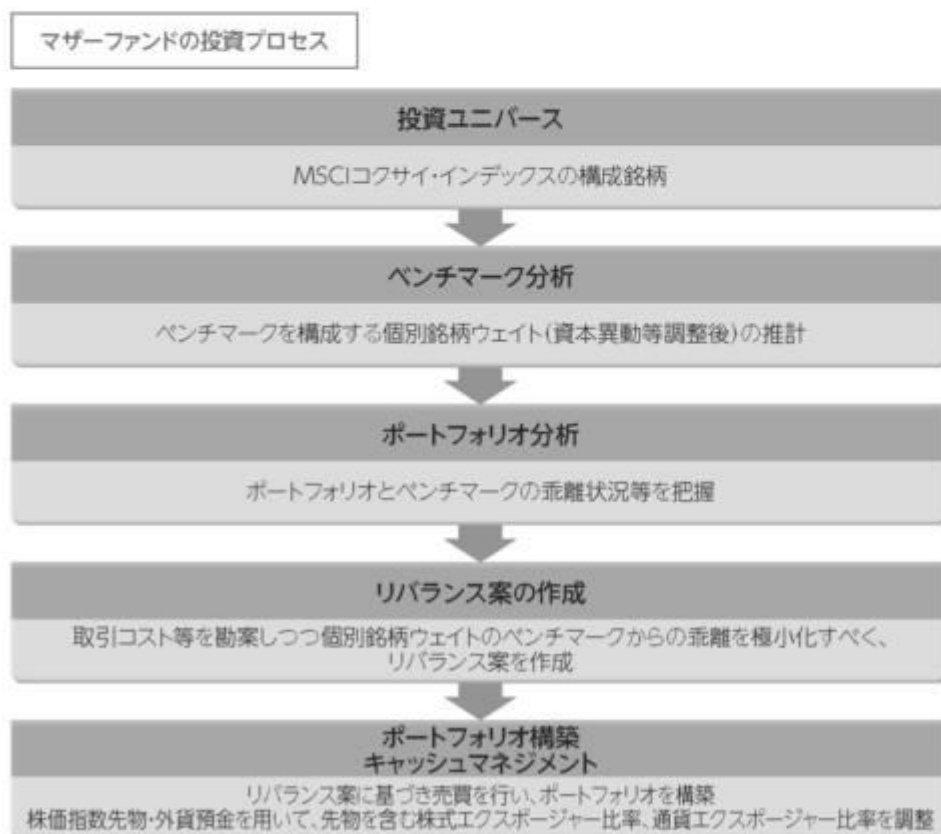 マザーファンドの投資プロセス
投資ユニバース
MSCIコクサイ・インデックスの構成銘柄
ベンチマーク分析
ベンチマークを構成する個別銘柄ウェイト(資本異動等調整後)の推計
ポートフォリオ分析
ポートフォリオとベンチマークの乖離状況等を把握
リバランス案の作成
取引コスト等を勘案しつつ個別銘柄ウェイトのベンチマークからの乖離を極小化すべく、
リバランス案を作成
ポートフォリオ構築
キャッシュマネジメント
リバランス案に基づき売買を行い、ポートフォリオを構築
株価指数先物・外貨預金を用いて、先物を含む株式エクスポージャー比率、通貨エクスポージャー比率を調整